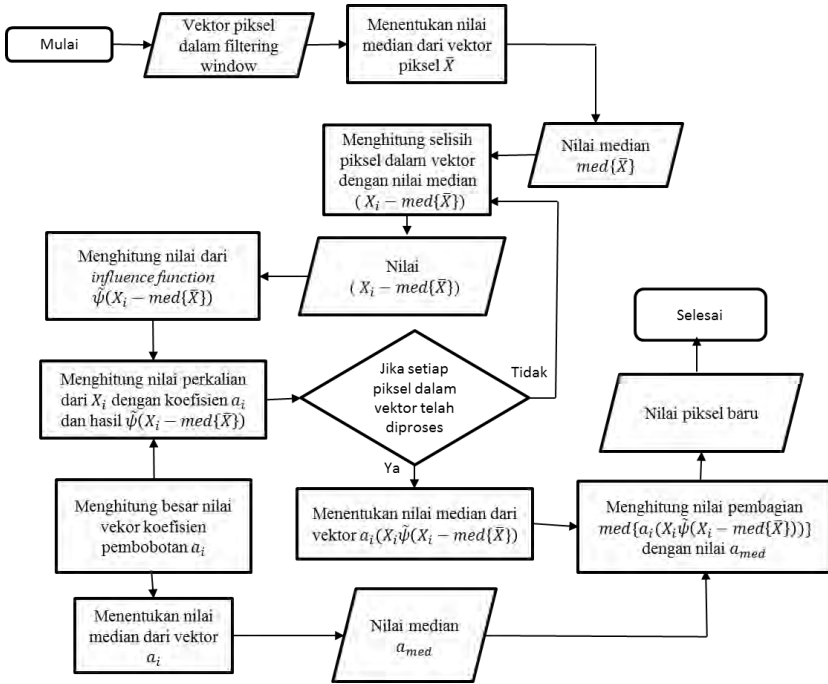 Mulai
Vektor piksel
dalam filtering
window
Menentukan nilai
median dari vektor
piksel X̄
Nilai median
med{X̄}
Menghitung selisih
piksel dalam vektor
dengan nilai median
( Xᵢ − med{X̄})
Nilai
( Xᵢ − med{X̄})
Menghitung nilai dari
influence function
ψ̃(Xᵢ − med{X̄})
Menghitung nilai perkalian
dari Xᵢ dengan koefisien aᵢ
dan hasil ψ̃(Xᵢ − med{X̄})
Jika setiap
piksel dalam
vektor telah
diproses
Tidak
Ya
Menghitung besar nilai
vekor koefisien
pembobotan aᵢ
Menentukan nilai
median dari vektor
aᵢ
Nilai median
aₘₑd
Menentukan nilai median dari
vektor aᵢ(Xᵢψ̃(Xᵢ − med{X̄})
Menghitung nilai pembagian
med{aᵢ(Xᵢψ̃(Xᵢ − med{X̄}))}
dengan nilai aₘₑd
Nilai piksel baru
Selesai